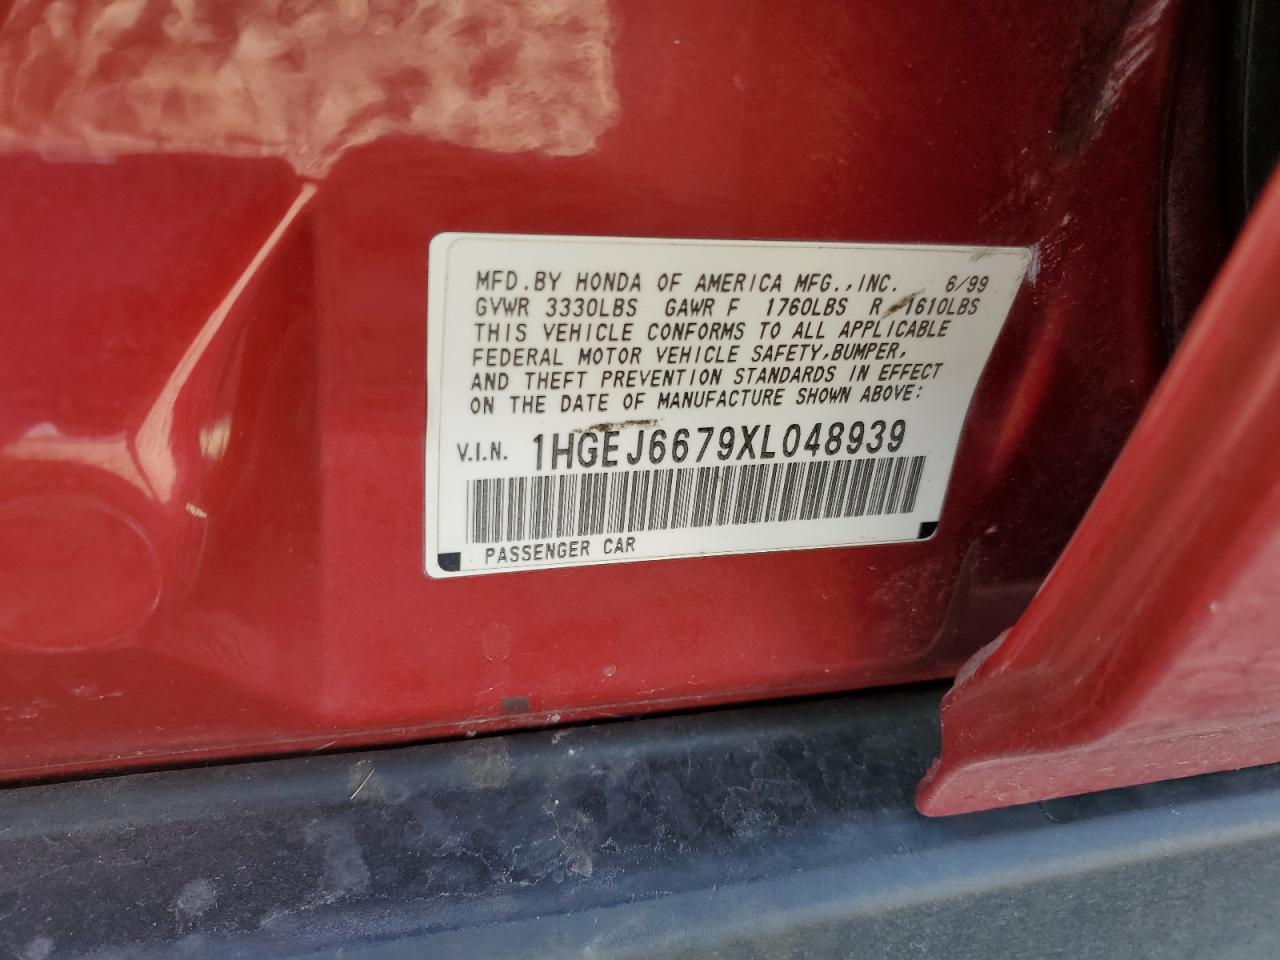 MFD.BY HONDA OF AMERICA MFG.,INC. 6/99
GVWR 3330LBS GAWR F 1760LBS R 1610LBS
THIS VEHICLE CONFORMS TO ALL APPLICABLE
FEDERAL MOTOR VEHICLE SAFETY,BUMPER,
AND THEFT PREVENTION STANDARDS IN EFFECT
ON THE DATE OF MANUFACTURE SHOWN ABOVE:
V.I.N. 1HGEJ6679XL048939
PASSENGER CAR